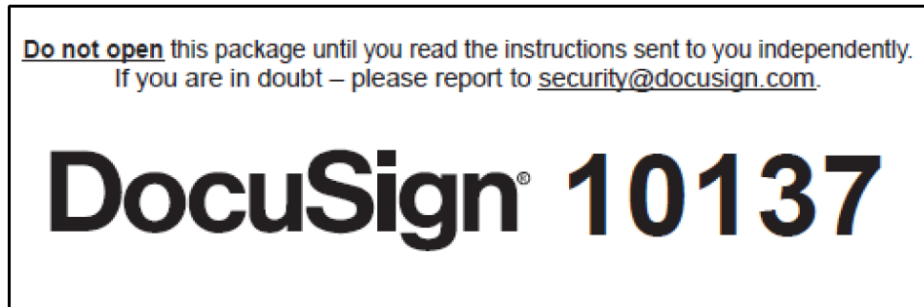 Do not open this package until you read the instructions sent to you independently.
If you are in doubt – please report to security@docusign.com.
DocuSign® 10137